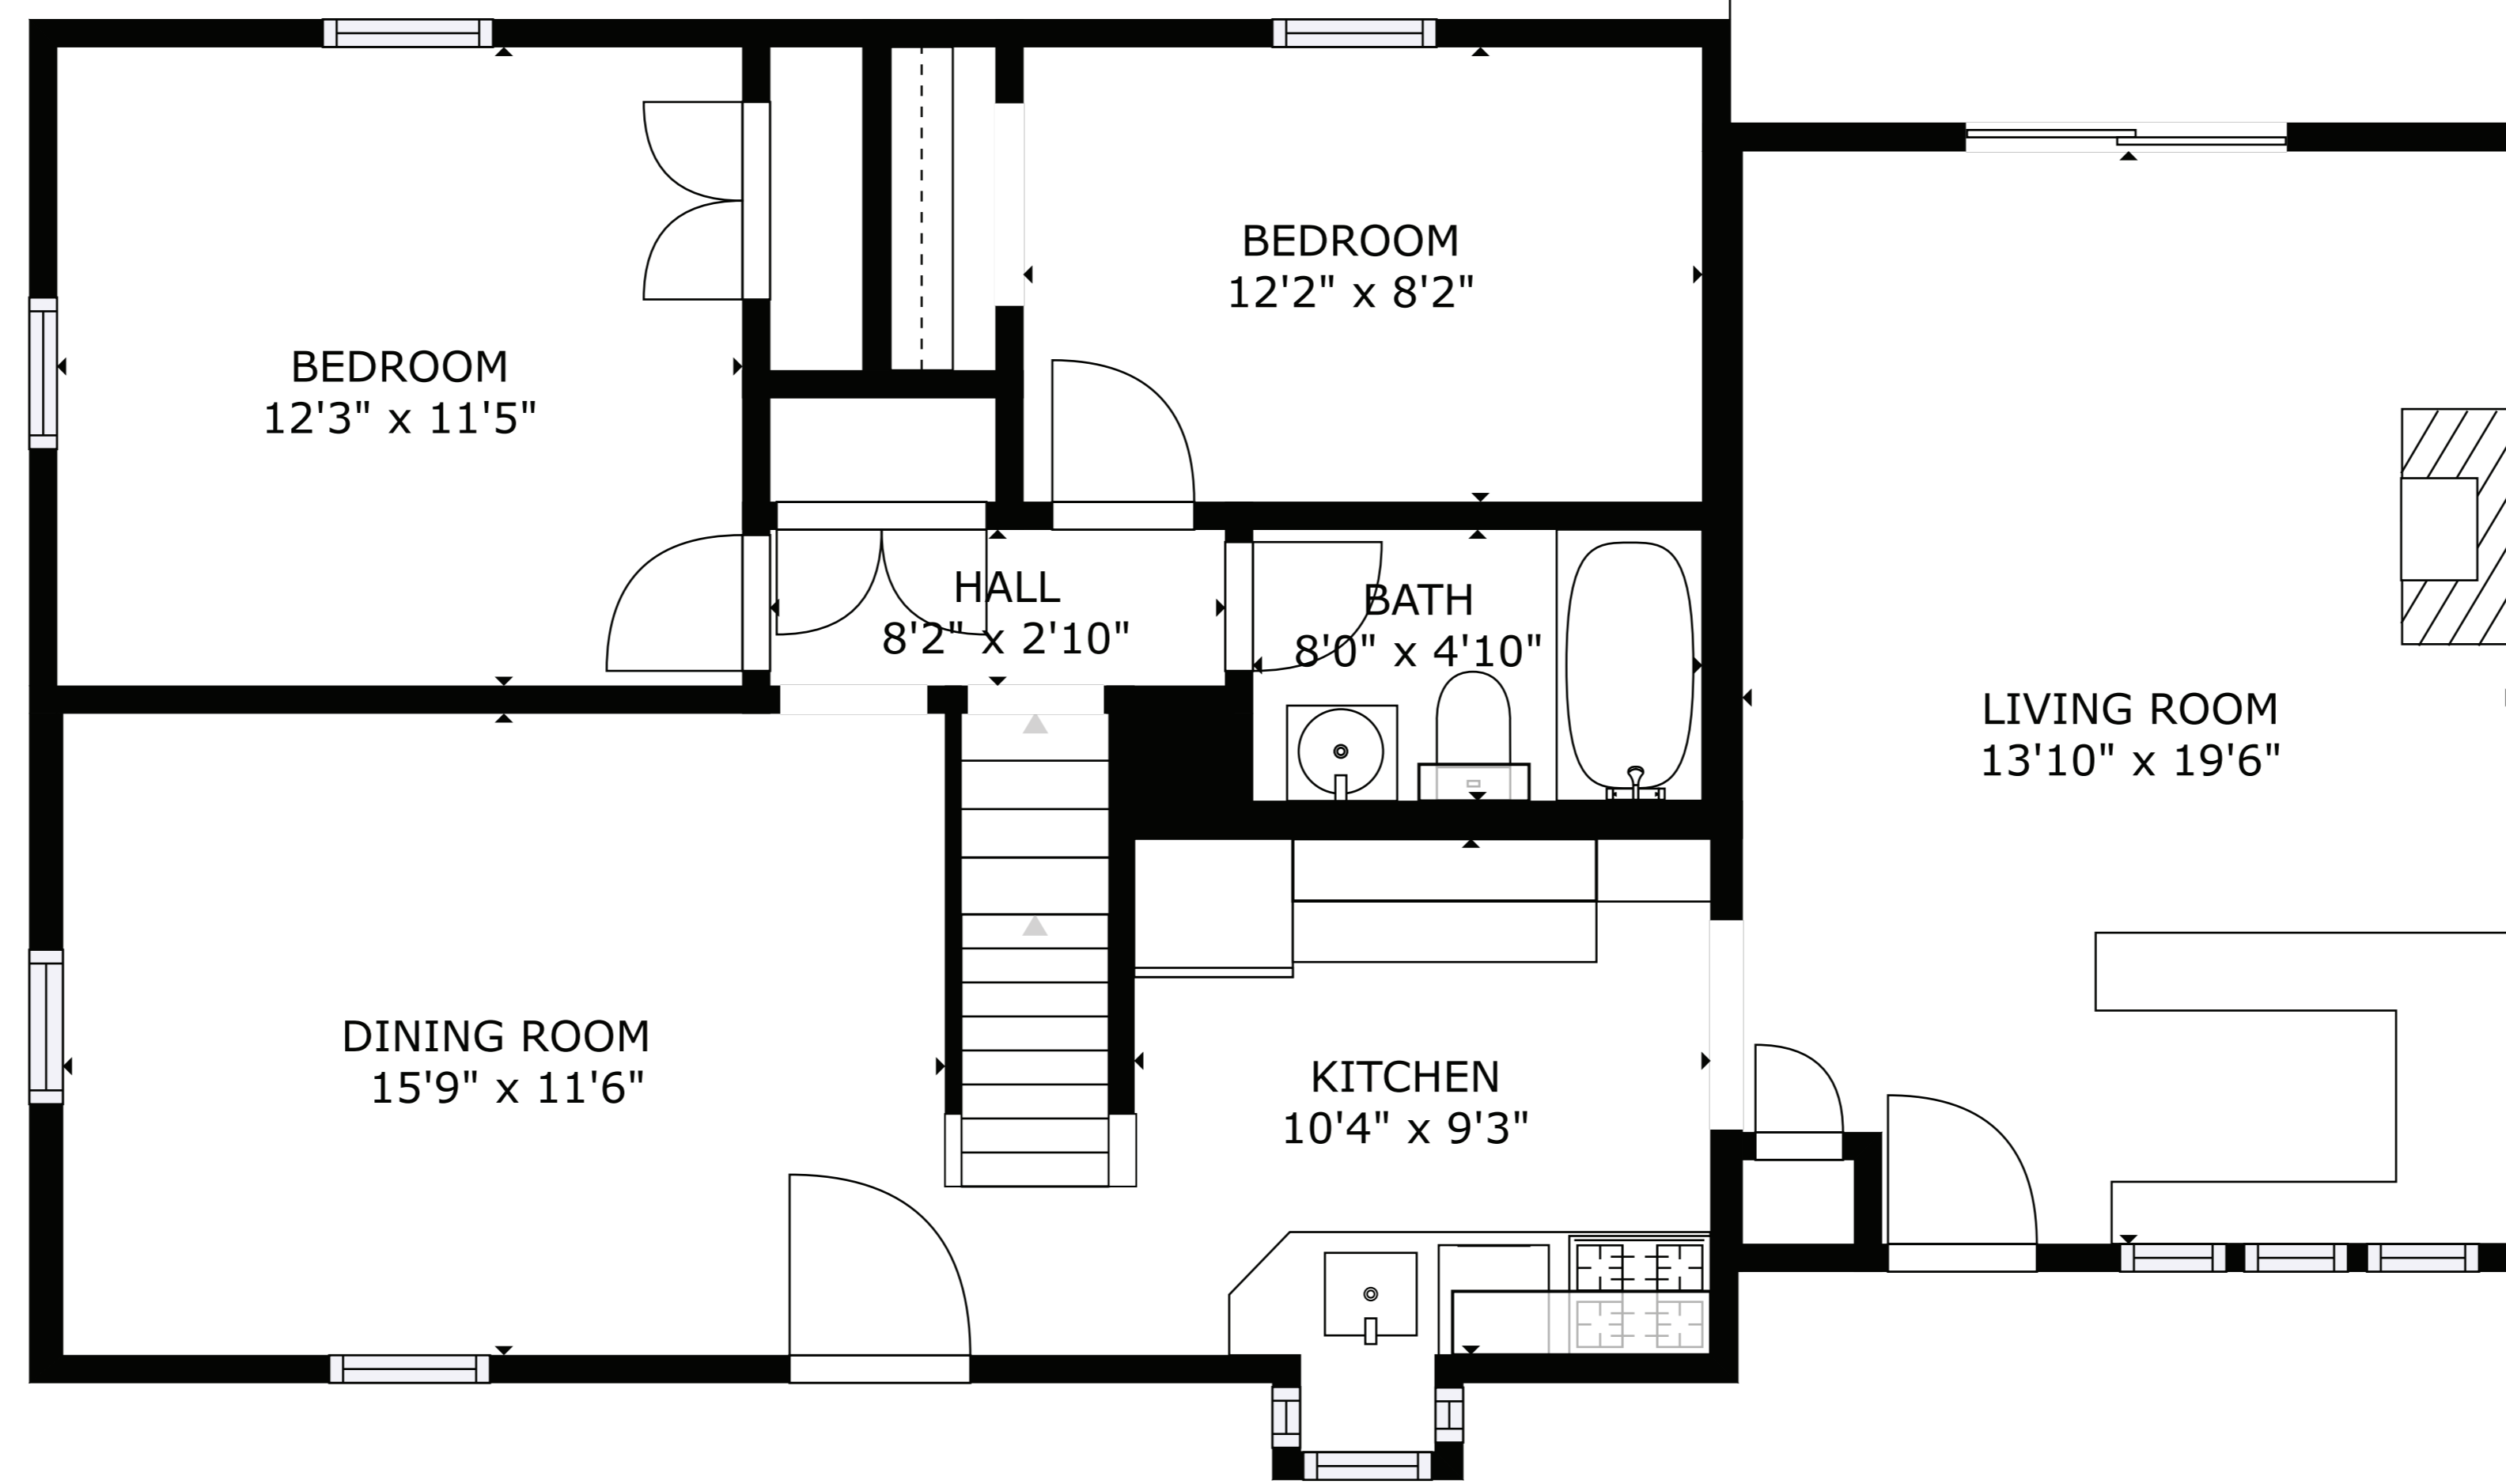 BEDROOM
12'2" x 8'2"
BEDROOM
12'3" x 11'5"
HALL
8'2" x 2'10"
BATH
8'0" x 4'10"
LIVING ROOM
13'10" x 19'6"
DINING ROOM
15'9" x 11'6"
KITCHEN
10'4" x 9'3"